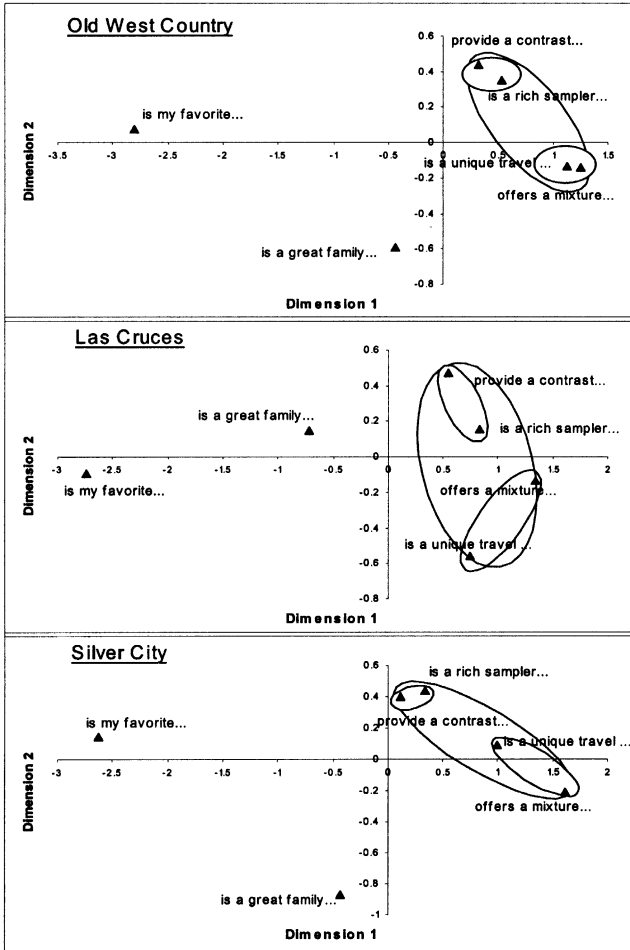 Old West Country
0.6
provide a contrast...
0.4
is a rich sampler...
0.2
is my favorite...
0
-3.5 -3 -2.5 -2 -1.5 -1 -0.5 0 0.5 1 1.5
is a unique travel ...
-0.2
offers a mixture...
-0.4
is a great family...
-0.6
-0.8
Dimension 2
Dimension 1
Las Cruces
0.6
0.4
provide a contrast...
is a great family...
0.2
is a rich sampler...
0
-3 -2.5 -2 -1.5 -1 -0.5 0 0.5 1 1.5 2
is my favorite...
offers a mixture...
-0.2
-0.4
is a unique travel ...
-0.6
-0.8
Dimension 2
Dimension 1
Silver City
0.6
is a rich sampler...
0.4
is my favorite...
provide a contrast...
0.2
is a unique travel ...
0
-3 -2.5 -2 -1.5 -1 -0.5 0 0.5 1 1.5 2
-0.2
offers a mixture...
-0.4
-0.6
-0.8
is a great family...
-1
Dimension 2
Dimension 1